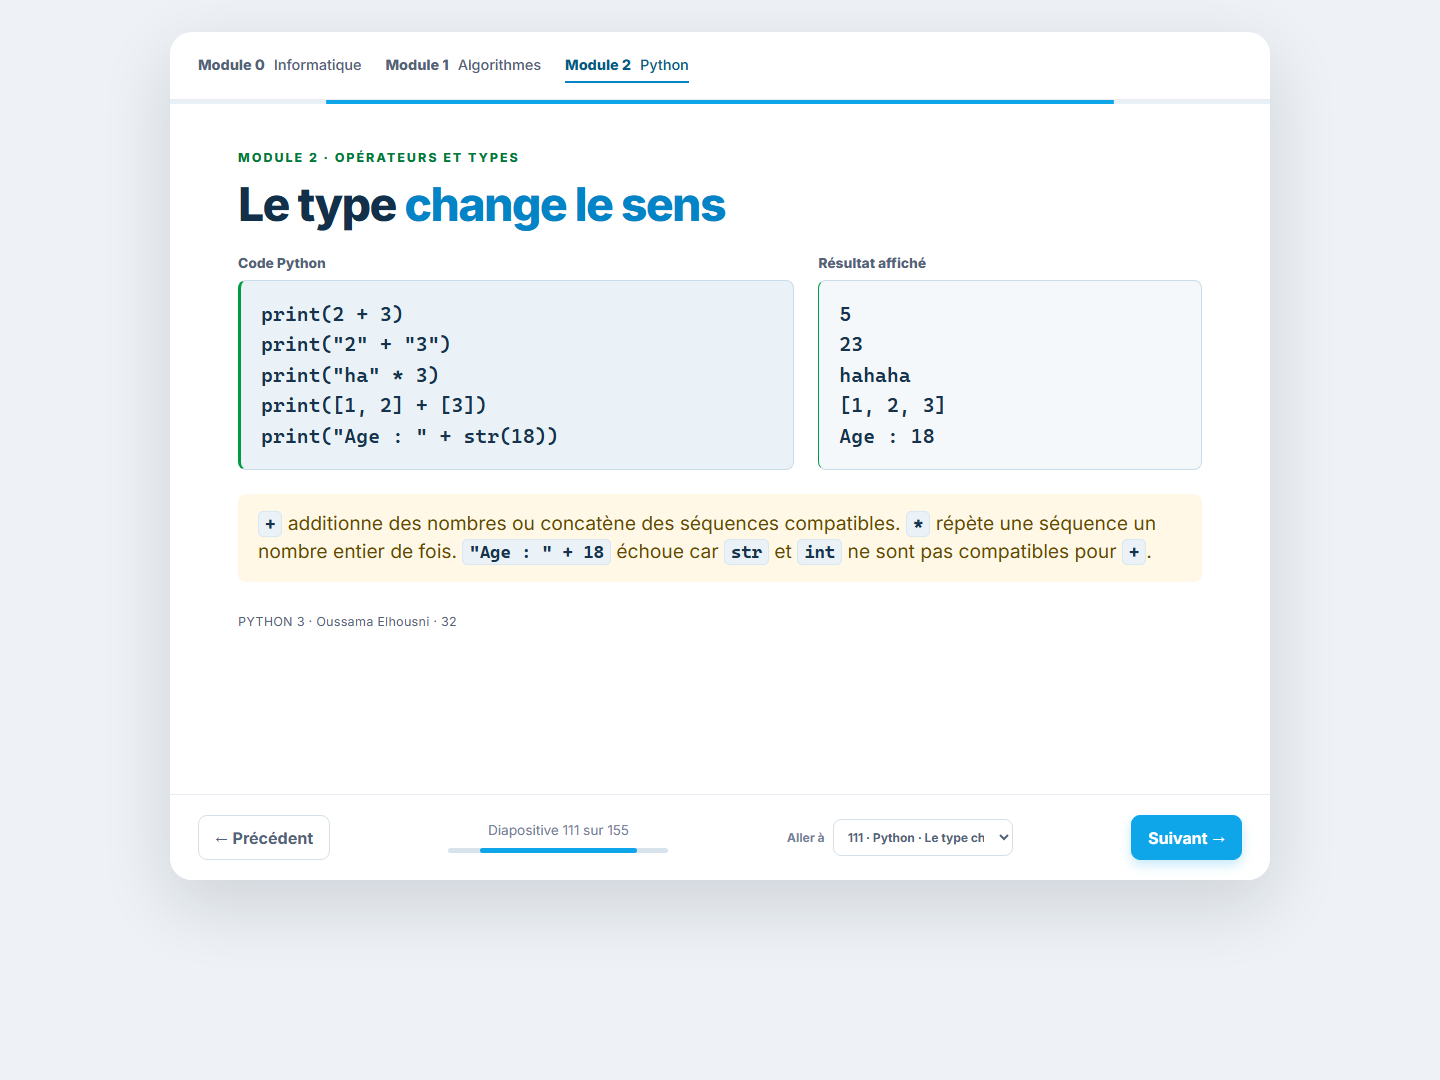 Module 0 Informatique Module 1 Algorithmes Module 2 Python
MODULE 2 · OPÉRATEURS ET TYPES
Le type change le sens
Code Python
print(2 + 3)
print("2" + "3")
print("ha" * 3)
print([1, 2] + [3])
print("Age : " + str(18))
Résultat affiché
5
23
hahaha
[1, 2, 3]
Age : 18
+ additionne des nombres ou concatène des séquences compatibles. * répète une séquence un
nombre entier de fois. "Age : " + 18 échoue car str et int ne sont pas compatibles pour +.
PYTHON 3 · Oussama Elhousni · 32
← Précédent
Diapositive 111 sur 155
Aller à 111 · Python · Le type ch
Suivant →